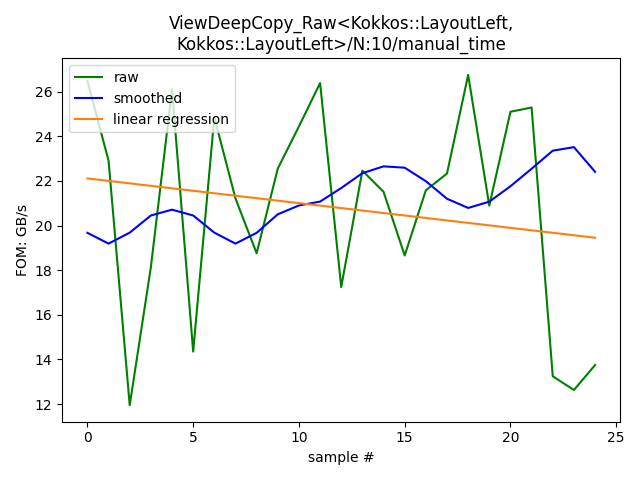 ViewDeepCopy_Raw<Kokkos::LayoutLeft,
Kokkos::LayoutLeft>/N:10/manual_time
raw
smoothed
linear regression
FOM: GB/s
26
24
22
20
18
16
14
12
0
5
10
15
20
25
sample #